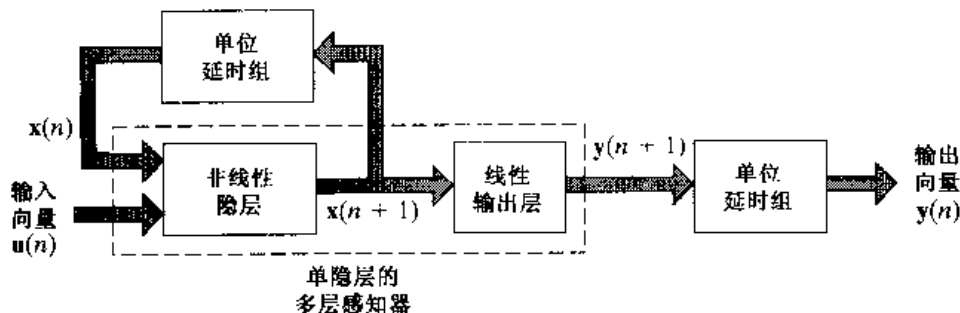 单位
延时组
x(n)
非线性
隐层
x(n + 1)
线性
输出层
y(n + 1)
单位
延时组
输出
向量
y(n)
输入
向量
u(n)
单隐层的
多层感知器